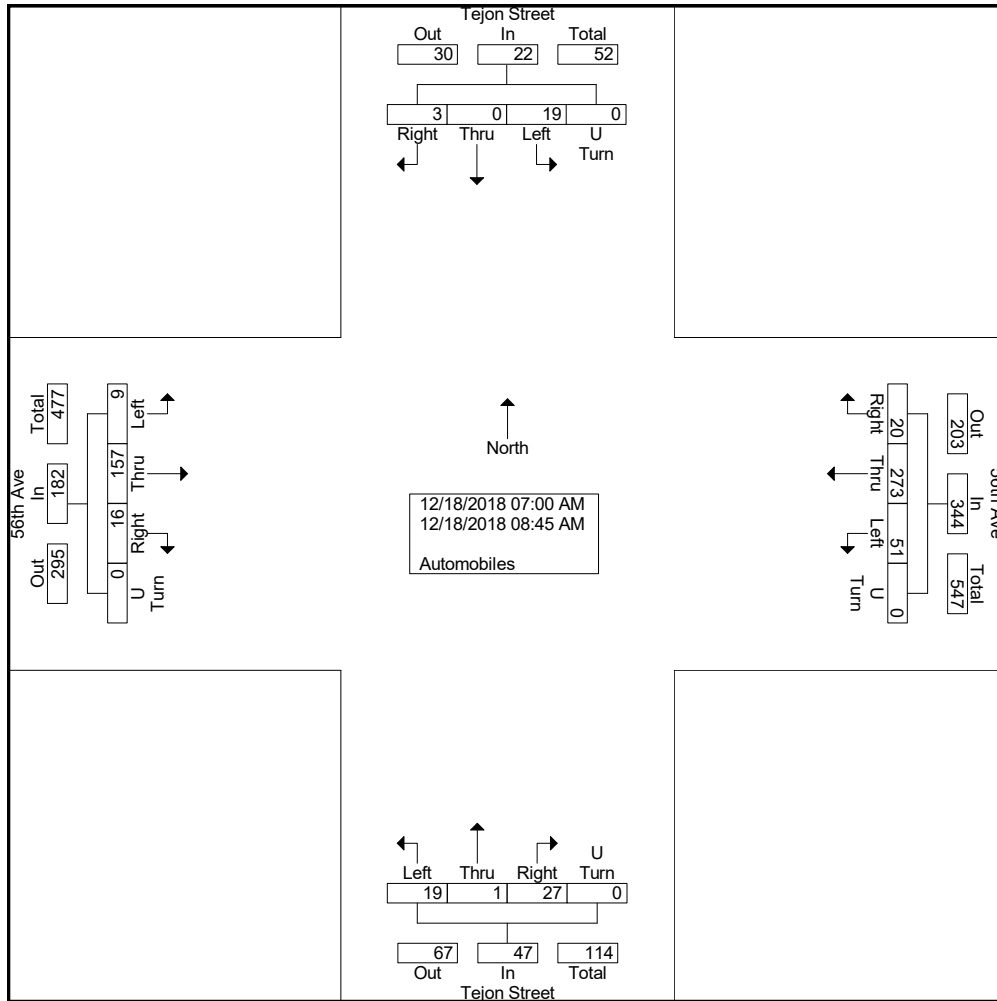 Tejon Street
Out In Total
30 22 52
3 0 19 0
Right Thru Left U Turn
56th Ave
Total In Out
477 182 295
9 157 16 0
Left Thru Right U Turn
North
12/18/2018 07:00 AM
12/18/2018 08:45 AM
Automobiles
Right Thru Left U Turn
20 273 51 0
Out In Total
203 344 547
56th Ave
Left Thru Right U Turn
19 1 27 0
67 47 114
Out In Total
Tejon Street